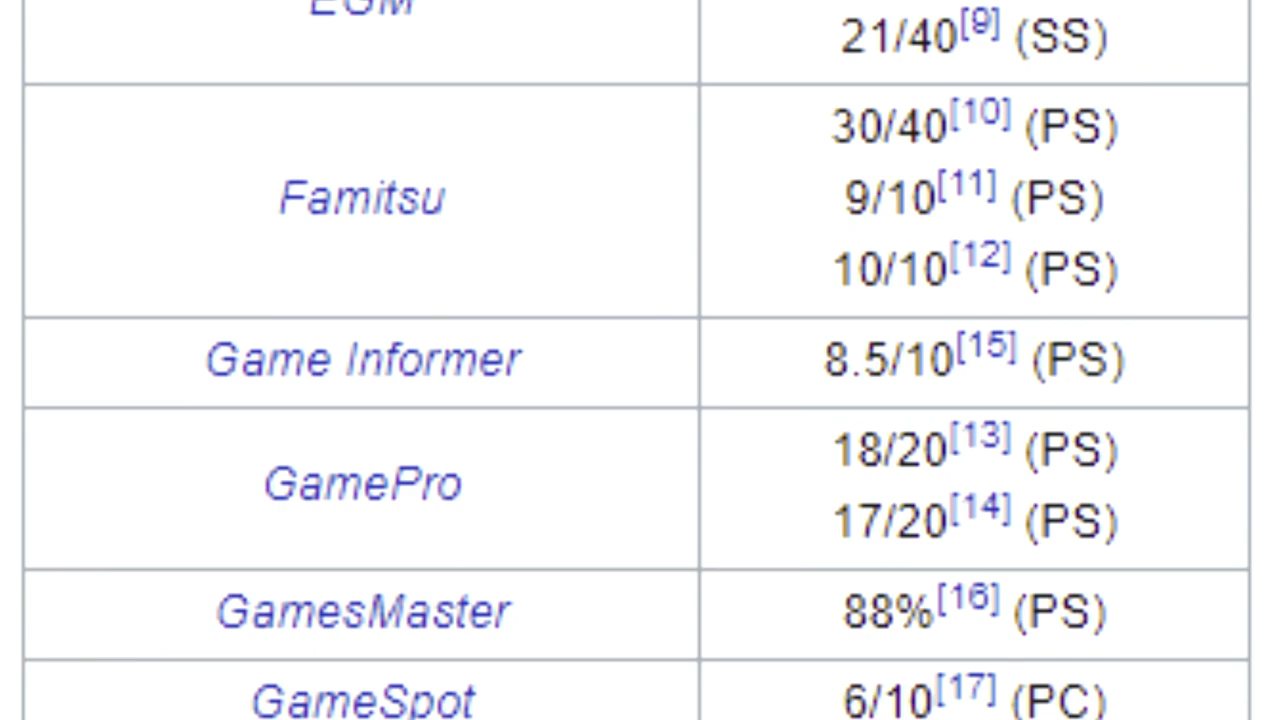 EGM
21/40[9] (SS)
Famitsu
30/40[10] (PS)
9/10[11] (PS)
10/10[12] (PS)
Game Informer
8.5/10[15] (PS)
GamePro
18/20[13] (PS)
17/20[14] (PS)
GamesMaster
88%[16] (PS)
GameSpot
6/10[17] (PC)